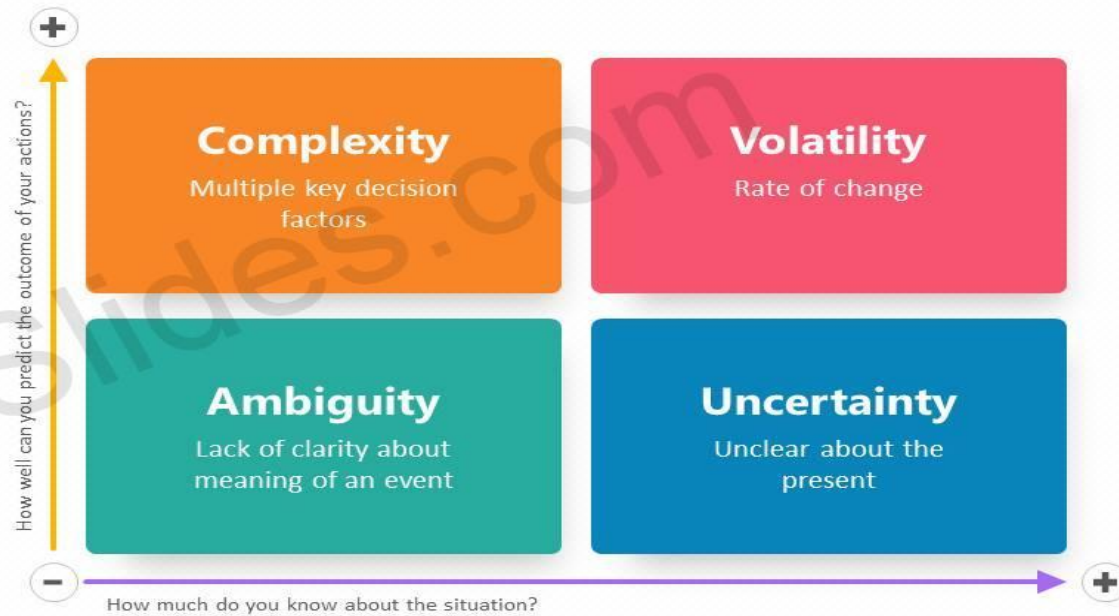 How well can you predict the outcome of your actions?
Complexity
Multiple key decision
factors
Volatility
Rate of change
Ambiguity
Lack of clarity about
meaning of an event
Uncertainty
Unclear about the
present
How much do you know about the situation?
slides.com